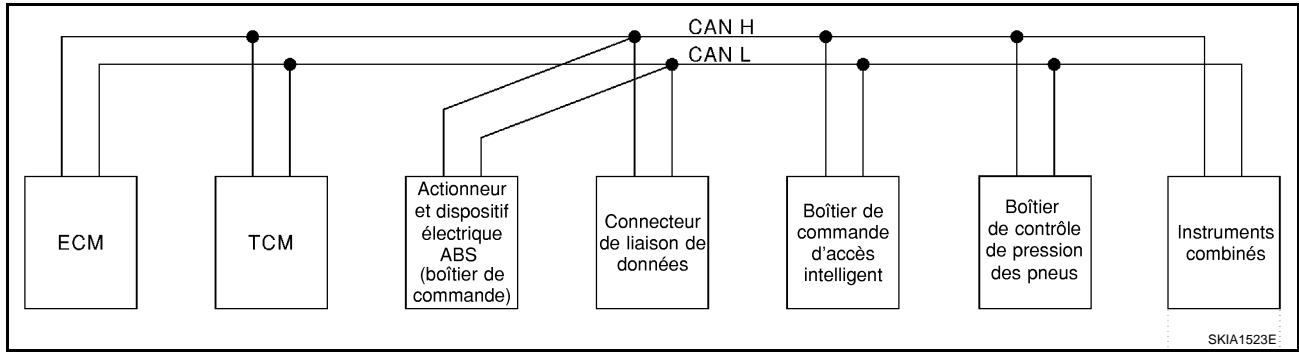 CAN H
CAN L
ECM
TCM
Actionneur
et dispositif
électrique
ABS
(boîtier de
commande)
Connecteur
de liaison de
données
Boîtier de
commande
d'accès
intelligent
Boîtier
de contrôle
de pression
des pneus
Instruments
combinés
SKIA1523E